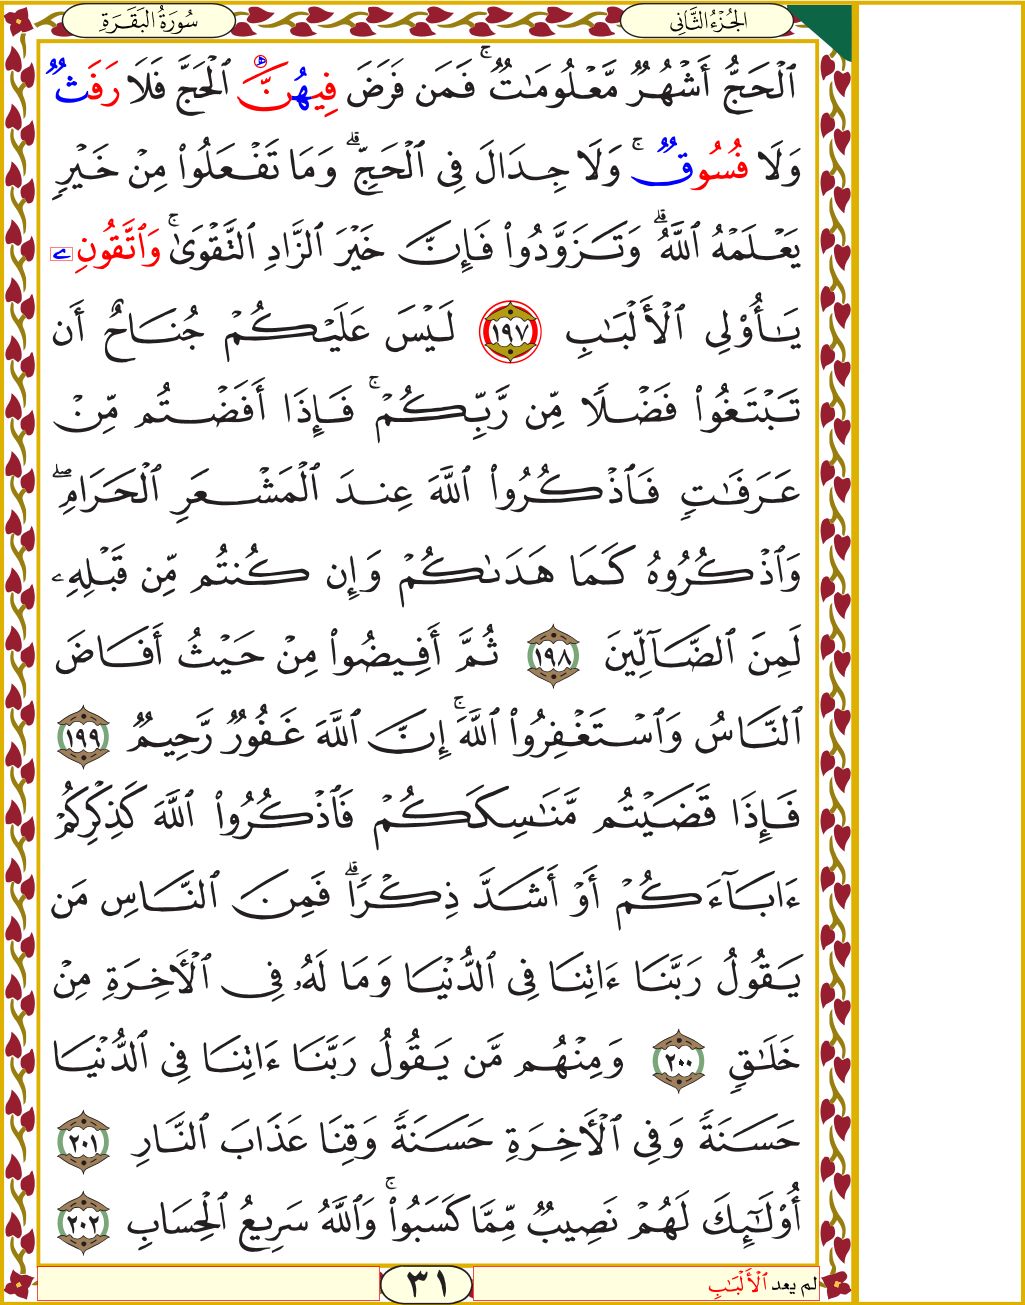 سُورَةُ البَقَرَةِ
الجُزْءُ الثَّانِى
ٱلْحَجُّ أَشْهُرٌ مَّعْلُومَٰتٌ ۚ فَمَن فَرَضَ فِيهِنَّ ٱلْحَجَّ فَلَا رَفَثٌ
وَلَا فُسُوقٌ ۚ وَلَا جِدَالَ فِى ٱلْحَجِّ ۗ وَمَا تَفْعَلُوا۟ مِنْ خَيْرٍ
يَعْلَمْهُ ٱللَّهُ ۗ وَتَزَوَّدُوا۟ فَإِنَّ خَيْرَ ٱلزَّادِ ٱلتَّقْوَىٰ ۚ وَٱتَّقُونِۦ
يَـٰٓأُو۟لِى ٱلْأَلْبَـٰبِ ١٩٧ لَيْسَ عَلَيْكُمْ جُنَاحٌ أَن
تَبْتَغُوا۟ فَضْلًا مِّن رَّبِّكُمْ ۚ فَإِذَآ أَفَضْتُم مِّنْ
عَرَفَـٰتٍ فَٱذْكُرُوا۟ ٱللَّهَ عِندَ ٱلْمَشْعَرِ ٱلْحَرَامِ ۖ
وَٱذْكُرُوهُ كَمَا هَدَىٰكُمْ وَإِن كُنتُم مِّن قَبْلِهِۦ
لَمِنَ ٱلضَّآلِّينَ ١٩٨ ثُمَّ أَفِيضُوا۟ مِنْ حَيْثُ أَفَاضَ
ٱلنَّاسُ وَٱسْتَغْفِرُوا۟ ٱللَّهَ ۚ إِنَّ ٱللَّهَ غَفُورٌ رَّحِيمٌ ١٩٩
فَإِذَا قَضَيْتُم مَّنَـٰسِكَكُمْ فَٱذْكُرُوا۟ ٱللَّهَ كَذِكْرِكُمْ
ءَابَآءَكُمْ أَوْ أَشَدَّ ذِكْرًا ۗ فَمِنَ ٱلنَّاسِ مَن
يَقُولُ رَبَّنَا ءَاتِنَا فِى ٱلدُّنْيَا وَمَا لَهُۥ فِى ٱلْأَخِرَةِ مِنْ
خَلَـٰقٍ ٢٠٠ وَمِنْهُم مَّن يَقُولُ رَبَّنَا ءَاتِنَا فِى ٱلدُّنْيَا
حَسَنَةً وَفِى ٱلْأَخِرَةِ حَسَنَةً وَقِنَا عَذَابَ ٱلنَّارِ ٢٠١
أُو۟لَـٰٓئِكَ لَهُمْ نَصِيبٌ مِّمَّا كَسَبُوا۟ ۚ وَٱللَّهُ سَرِيعُ ٱلْحِسَابِ ٢٠٢
لم يعد ٱلْأَلْبَـٰبِ
٣١